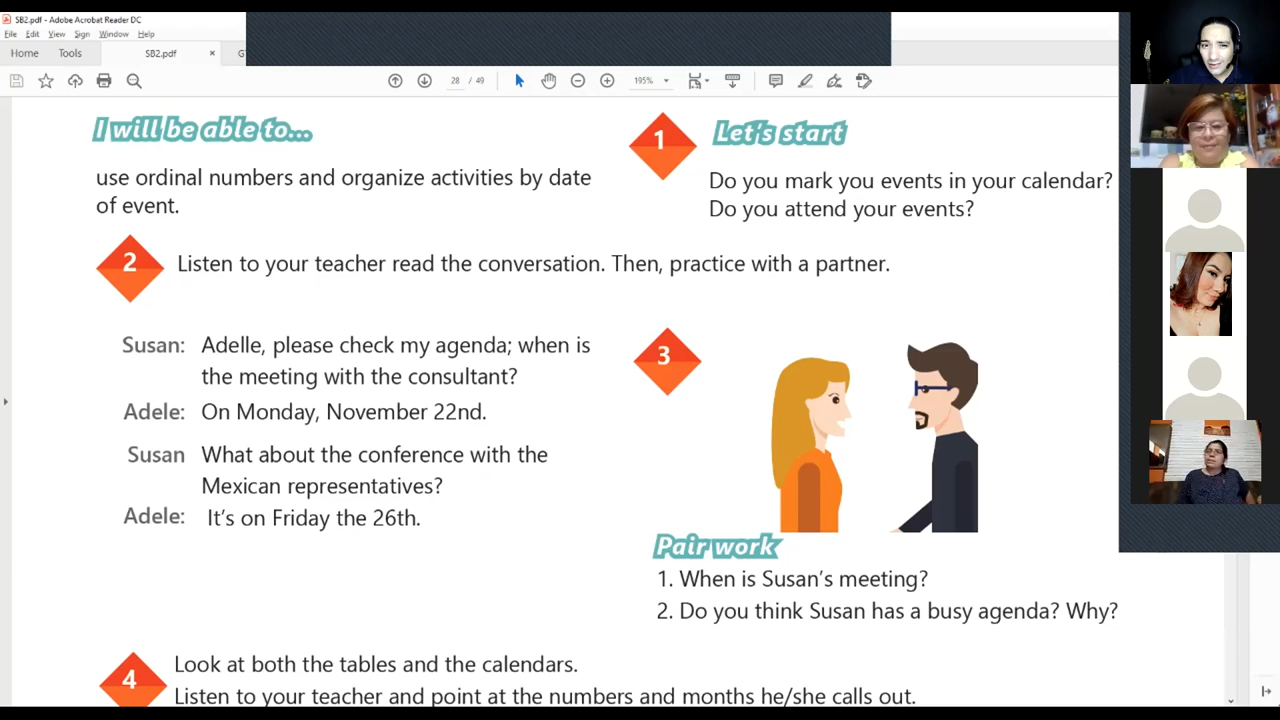 SB2.pdf - Adobe Acrobat Reader DC
File Edit View Sign Window Help
Home Tools SB2.pdf ×
28 / 49 195%
I will be able to...
use ordinal numbers and organize activities by date
of event.
1 Let's start
Do you mark you events in your calendar?
Do you attend your events?
2 Listen to your teacher read the conversation. Then, practice with a partner.
Susan: Adelle, please check my agenda; when is
the meeting with the consultant?
Adele: On Monday, November 22nd.
Susan What about the conference with the
Mexican representatives?
Adele: It's on Friday the 26th.
3
Pair work
1. When is Susan's meeting?
2. Do you think Susan has a busy agenda? Why?
4 Look at both the tables and the calendars.
Listen to your teacher and point at the numbers and months he/she calls out.